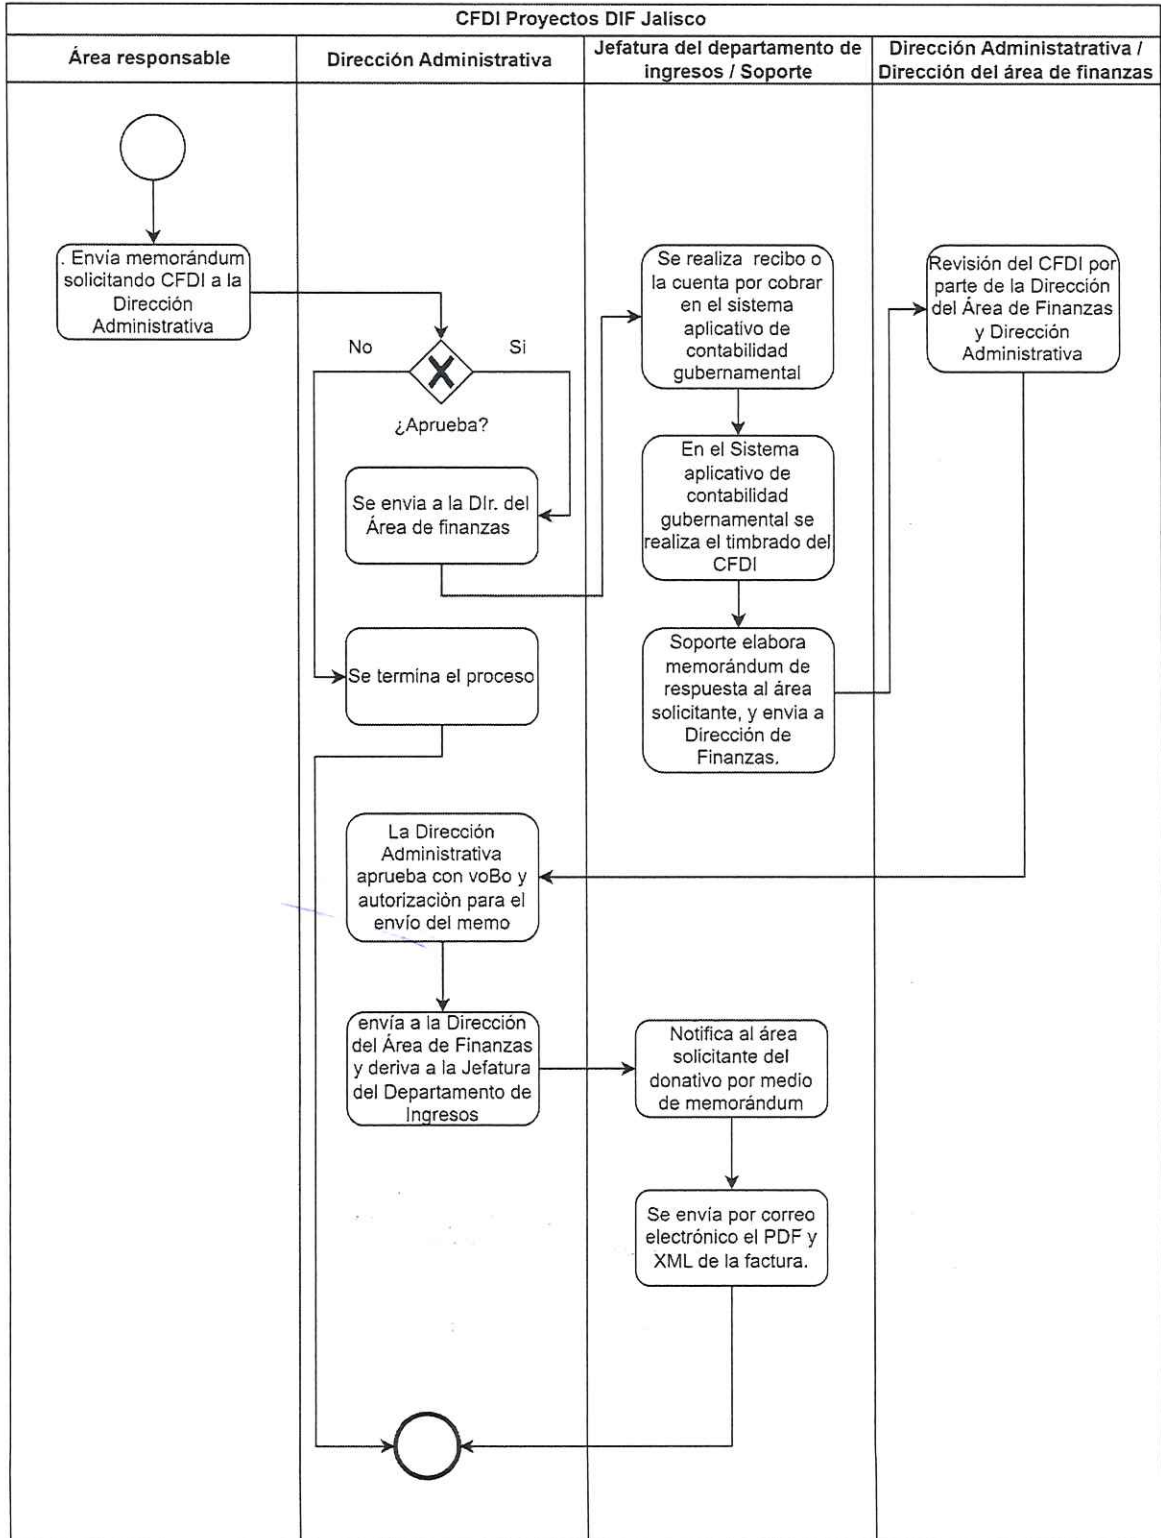 CFDI Proyectos DIF Jalisco
Área responsable
Dirección Administrativa
Jefatura del departamento de
ingresos / Soporte
Dirección Administatrativa /
Dirección del área de finanzas
. Envía memorándum
solicitando CFDI a la
Dirección
Administrativa
No
Si
¿Aprueba?
Se envia a la DIr. del
Área de finanzas
Se termina el proceso
Se realiza recibo o
la cuenta por cobrar
en el sistema
aplicativo de
contabilidad
gubernamental
En el Sistema
aplicativo de
contabilidad
gubernamental se
realiza el timbrado del
CFDI
Soporte elabora
memorándum de
respuesta al área
solicitante, y envia a
Dirección de
Finanzas.
Revisión del CFDI por
parte de la Dirección
del Área de Finanzas
y Dirección
Administrativa
La Dirección
Administrativa
aprueba con voBo y
autorización para el
envío del memo
envía a la Dirección
del Área de Finanzas
y deriva a la Jefatura
del Departamento de
Ingresos
Notifica al área
solicitante del
donativo por medio
de memorándum
Se envía por correo
electrónico el PDF y
XML de la factura.